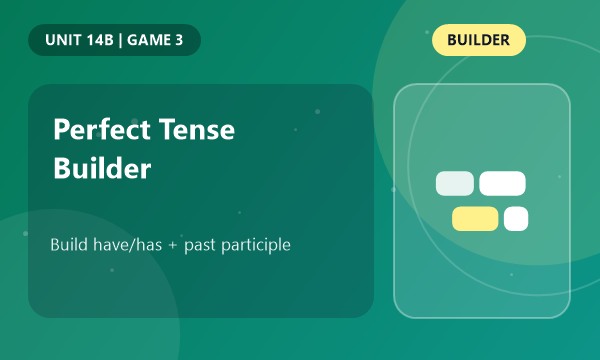 UNIT 14B | GAME 3
BUILDER
Perfect Tense
Builder
Build have/has + past participle